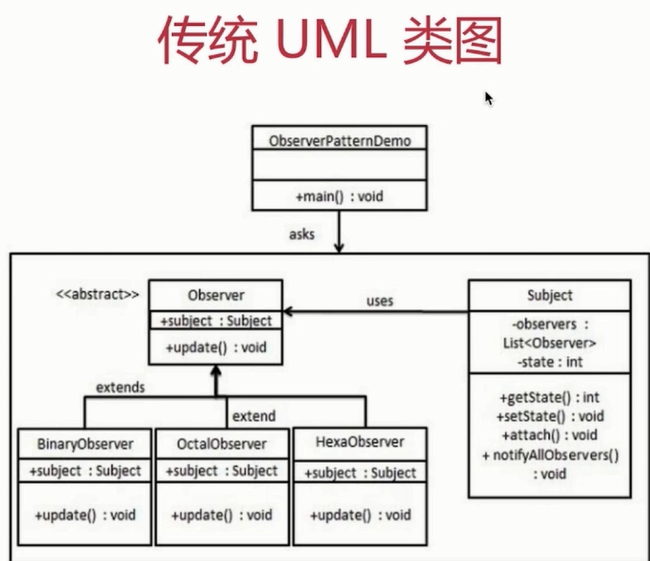 传统 UML 类图
ObserverPatternDemo
+main() : void
asks
<<abstract>>
Observer
+subject : Subject
+update() : void
uses
Subject
-observers :
List<Observer>
-state : int
+getState() : int
+setState() : void
+attach() : void
+ notifyAllObservers()
: void
extends
extend
BinaryObserver
+subject : Subject
+update() : void
OctalObserver
+subject : Subject
+update() : void
HexaObserver
+subject : Subject
+update() : void